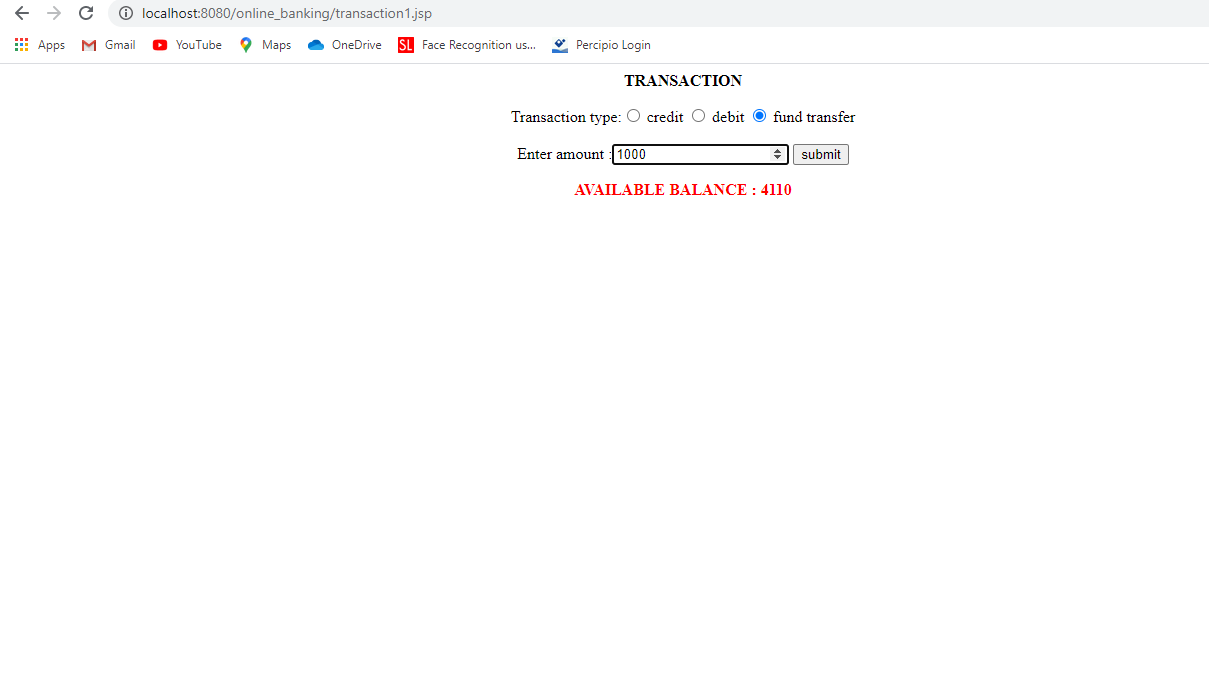 localhost:8080/online_banking/transaction1.jsp
Apps Gmail YouTube Maps OneDrive SL Face Recognition us... Percipio Login
TRANSACTION
Transaction type: credit debit fund transfer
Enter amount : 1000 submit
AVAILABLE BALANCE : 4110